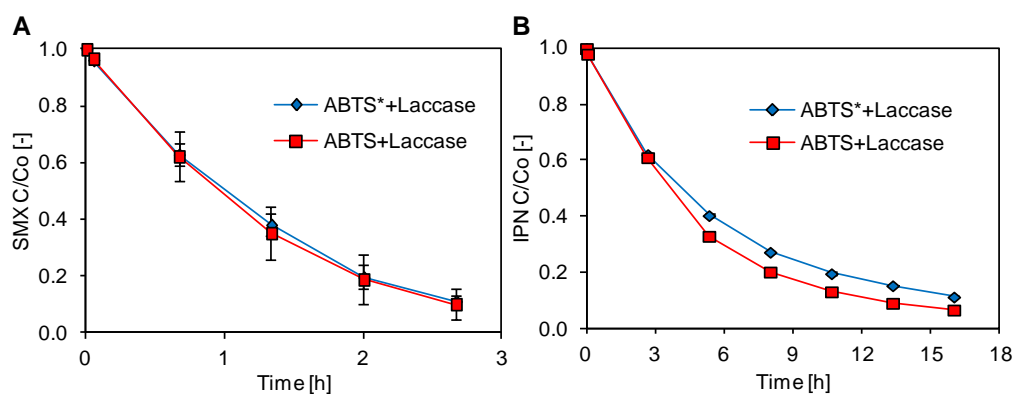 A
SMX C/Co [-]
1.0
0.8
0.6
0.4
0.2
0.0
ABTS*+Laccase
ABTS+Laccase
0
1
2
3
Time [h]
B
IPN C/Co [-]
1.0
0.8
0.6
0.4
0.2
0.0
ABTS*+Laccase
ABTS+Laccase
0
3
6
9
12
15
18
Time [h]